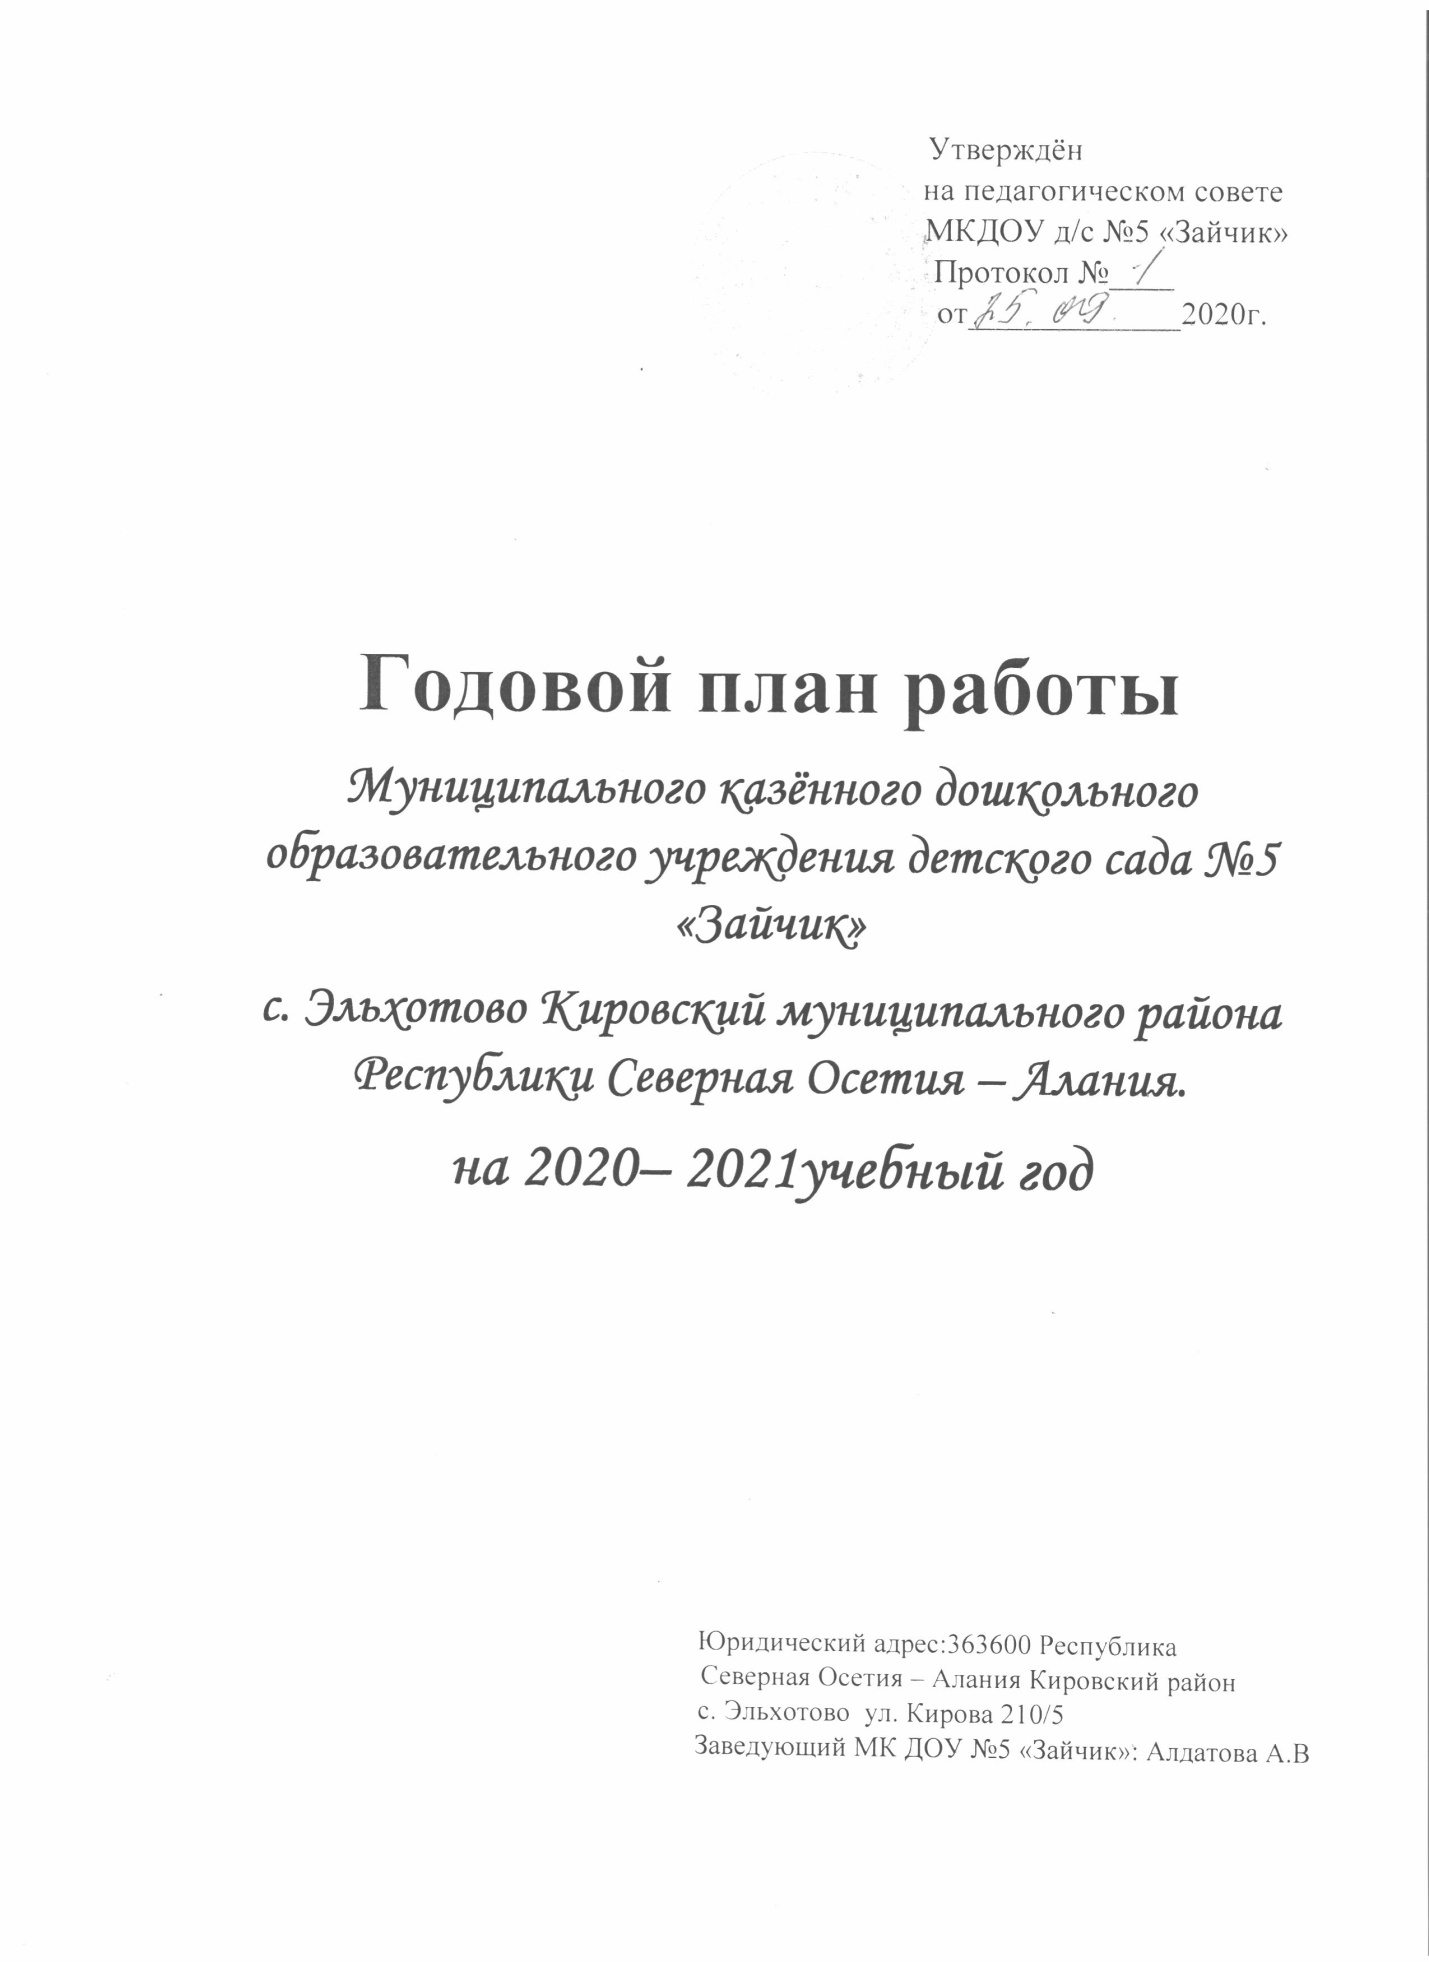 Утверждён
на педагогическом совете
МКДОУ д/с №5 «Зайчик»
Протокол № 1
от 25. 09. 2020г.
Годовой план работы
Муниципального казённого дошкольного
образовательного учреждения детского сада №5
«Зайчик»
с. Эльхотово Кировский муниципального района
Республики Северная Осетия – Алания.
на 2020– 2021учебный год
Юридический адрес:363600 Республика
Северная Осетия – Алания Кировский район
с. Эльхотово ул. Кирова 210/5
Заведующий МК ДОУ №5 «Зайчик»: Алдатова А.В